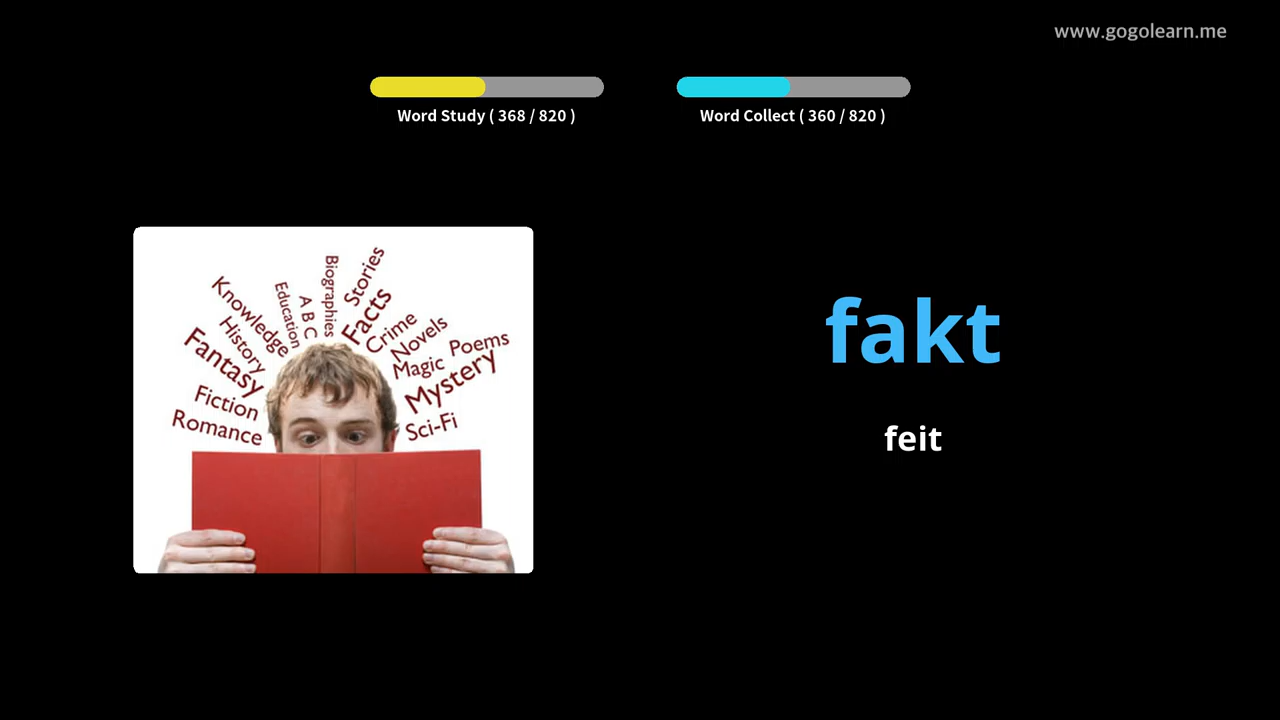 www.gogolearn.me
Word Study ( 368 / 820 )
Word Collect ( 360 / 820 )
Romance
Fiction
Fantasy
History
Knowledge
Education
A B C
Biographies
Stories
Facts
Crime
Novels
Magic
Poems
Mystery
Sci-Fi
fakt
feit